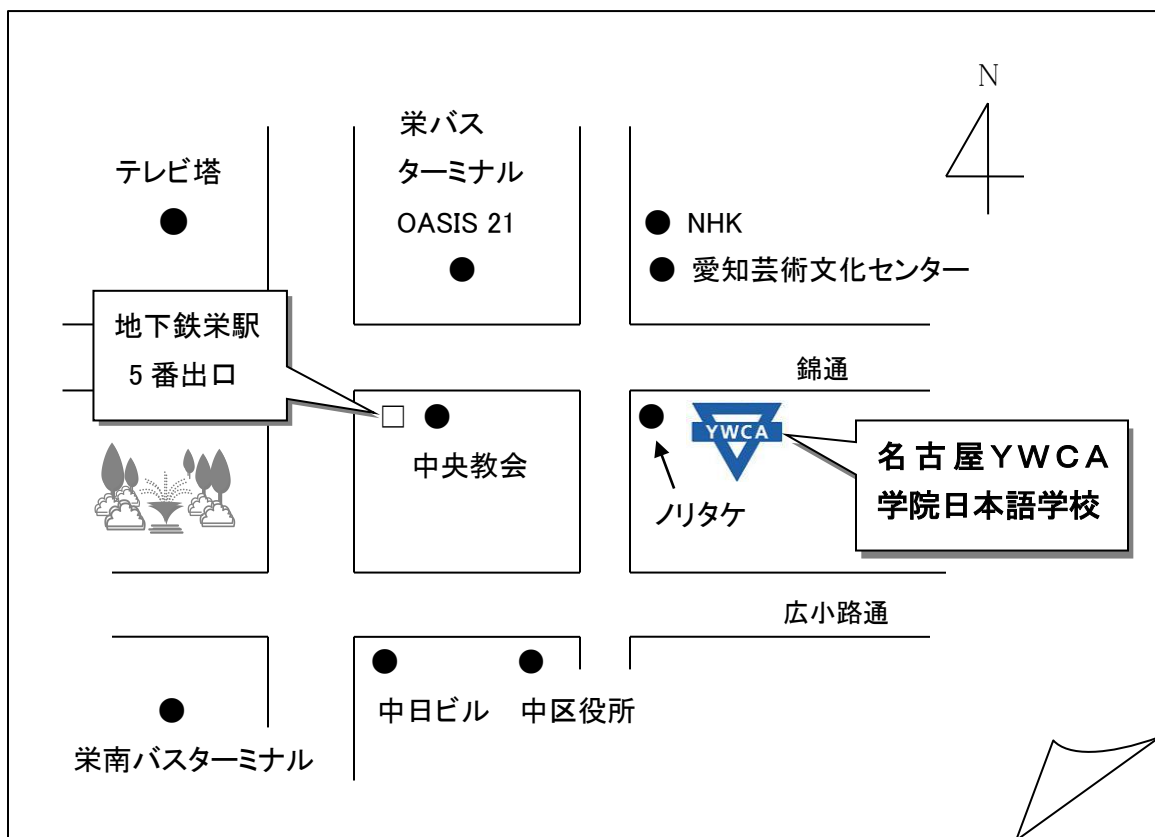 N
栄バス
ターミナル
OASIS 21
テレビ塔
NHK
愛知芸術文化センター
地下鉄栄駅
5 番出口
錦通
YWCA
名古屋YWCA
学院日本語学校
中央教会
ノリタケ
広小路通
中日ビル
中区役所
栄南バスターミナル